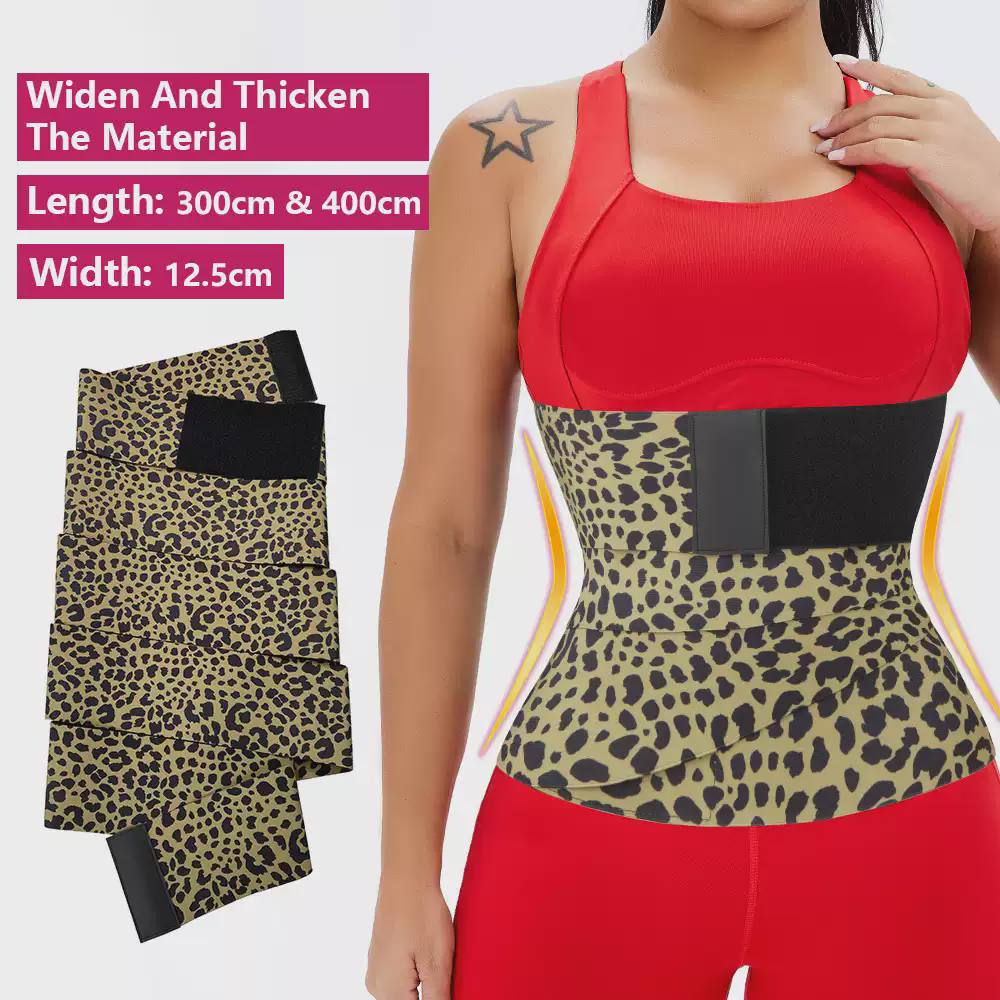 Widen And Thicken
The Material
Length: 300cm & 400cm
Width: 12.5cm